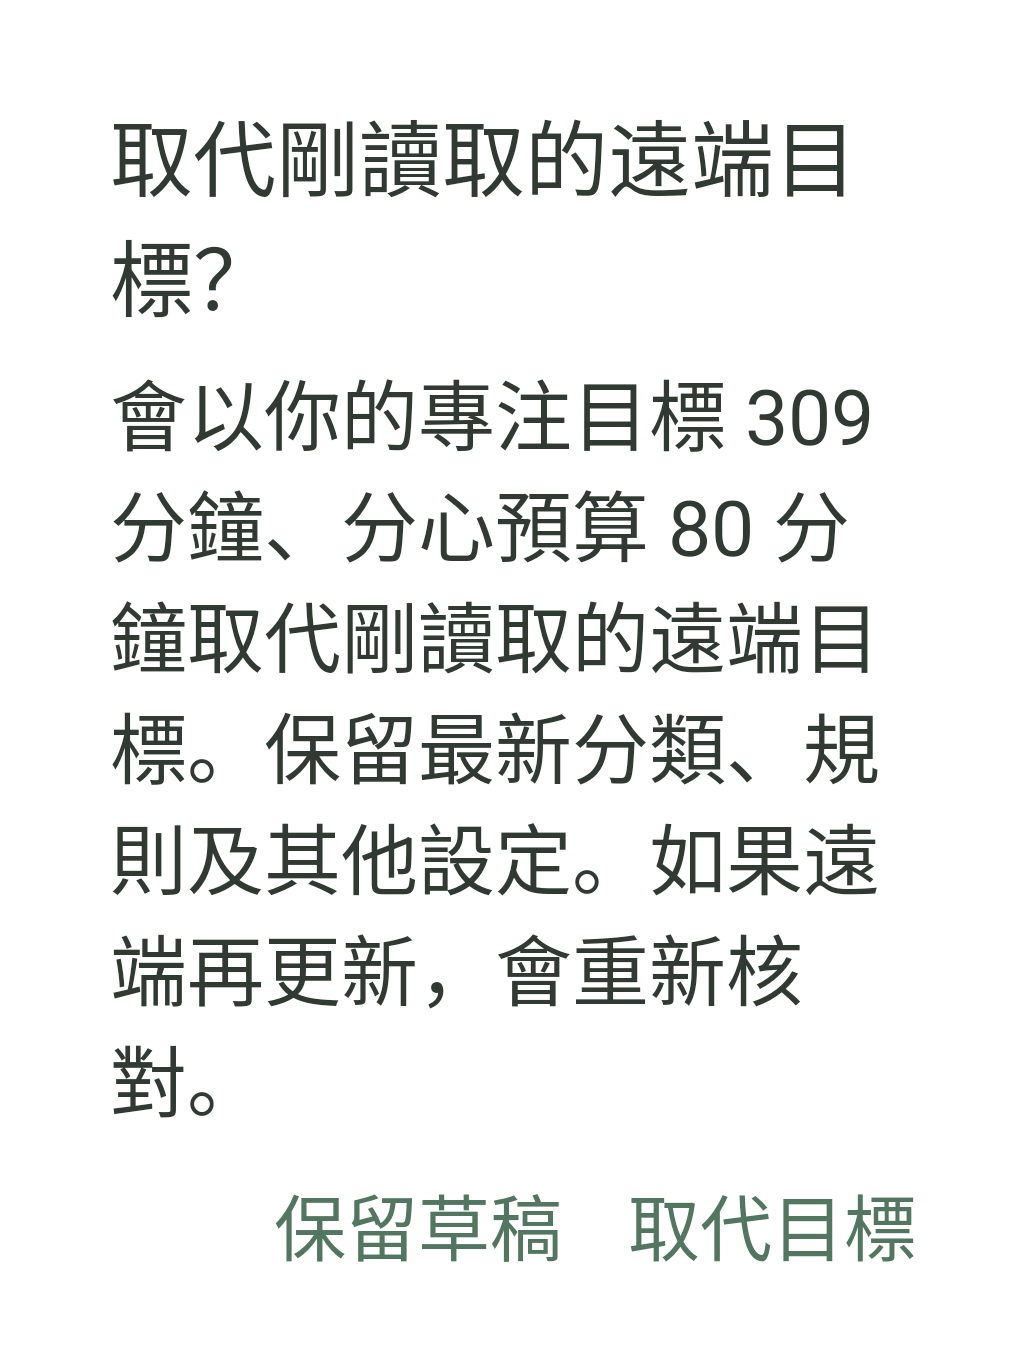 取代剛讀取的遠端目
標？
會以你的專注目標 309
分鐘、分心預算 80 分
鐘取代剛讀取的遠端目
標。保留最新分類、規
則及其他設定。如果遠
端再更新，會重新核
對。
保留草稿 取代目標